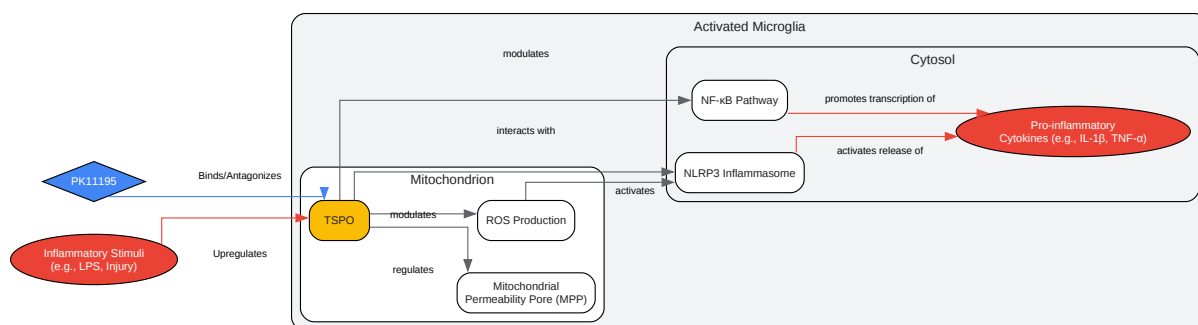 Activated Microglia
modulates
Cytosol
NF-κB Pathway
promotes transcription of
Pro-inflammatory
Cytokines (e.g., IL-1β, TNF-α)
interacts with
activates release of
PK11195
Binds/Antagonizes
Mitochondrion
NLRP3 Inflammasome
activates
TSPO
modulates
ROS Production
Inflammatory Stimuli
(e.g., LPS, Injury)
Upregulates
regulates
Mitochondrial
Permeability Pore (MPP)